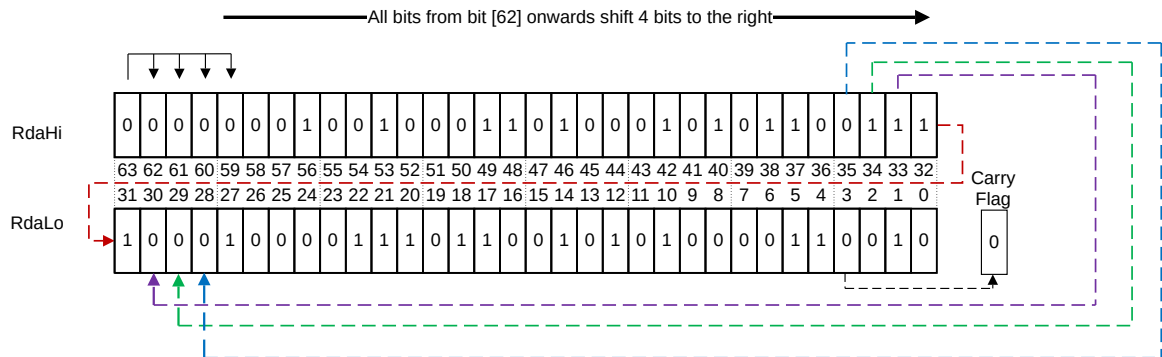 All bits from bit [62] onwards shift 4 bits to the right
RdaHi
0 0 0 0 0 0 0 1 0 0 1 0 0 0 1 1 0 1 0 0 0 1 0 1 0 1 1 0 0 1 1 1
63 62 61 60 59 58 57 56 55 54 53 52 51 50 49 48 47 46 45 44 43 42 41 40 39 38 37 36 35 34 33 32
31 30 29 28 27 26 25 24 23 22 21 20 19 18 17 16 15 14 13 12 11 10 9 8 7 6 5 4 3 2 1 0
Carry
Flag
RdaLo
1 0 0 0 1 0 0 0 0 1 1 1 0 1 1 0 0 1 0 1 0 1 0 0 0 0 1 1 0 0 1 0
0